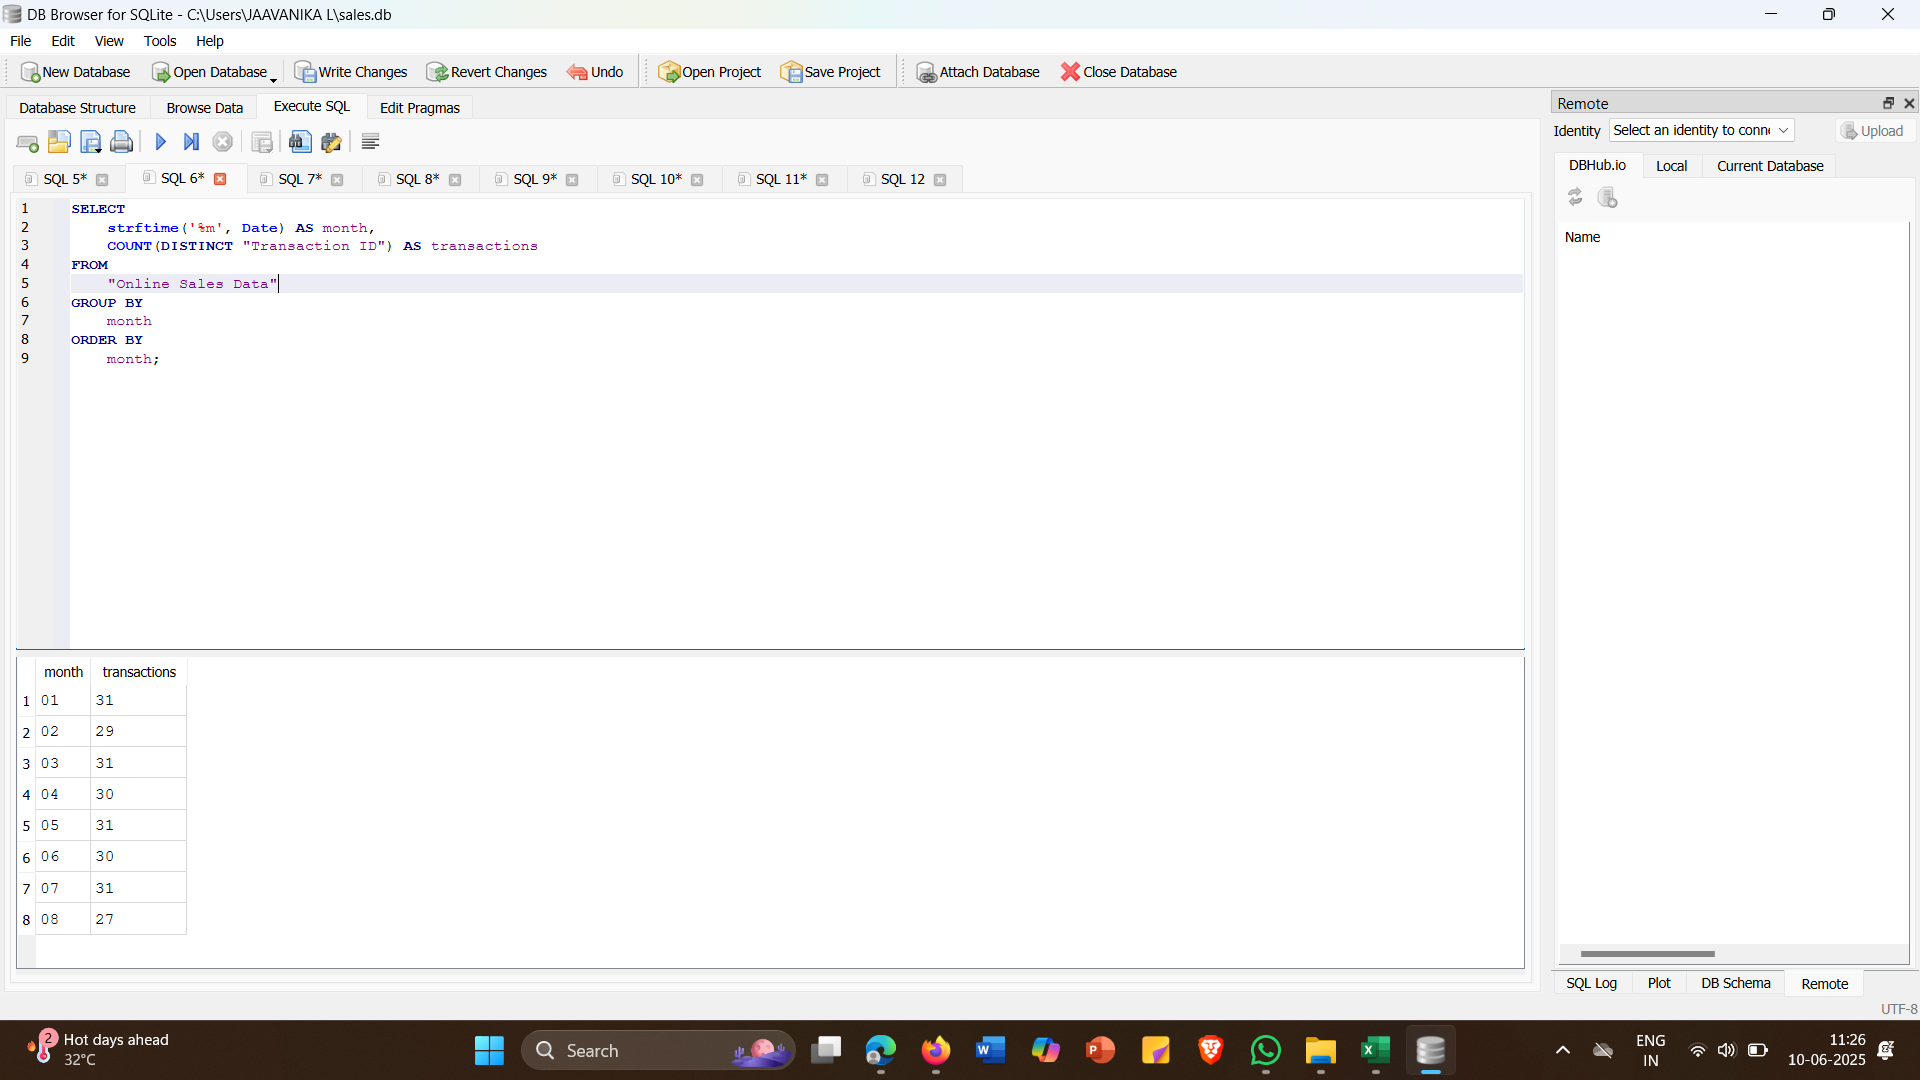 DB Browser for SQLite - C:\Users\JAAVANIKA L\sales.db
File Edit View Tools Help
New Database Open Database Write Changes Revert Changes Undo Open Project Save Project Attach Database Close Database
Database Structure Browse Data Execute SQL Edit Pragmas
SQL 5* SQL 6* SQL 7* SQL 8* SQL 9* SQL 10* SQL 11* SQL 12
1 SELECT
2 strftime('%m', Date) AS month,
3 COUNT(DISTINCT "Transaction ID") AS transactions
4 FROM
5 "Online Sales Data"
6 GROUP BY
7 month
8 ORDER BY
9 month;
month transactions
1 01 31
2 02 29
3 03 31
4 04 30
5 05 31
6 06 30
7 07 31
8 08 27
Remote
Identity Select an identity to conne Upload
DBHub.io Local Current Database
Name
SQL Log Plot DB Schema Remote
UTF-8
2 Hot days ahead
32°C
Search
ENG
IN
11:26
10-06-2025